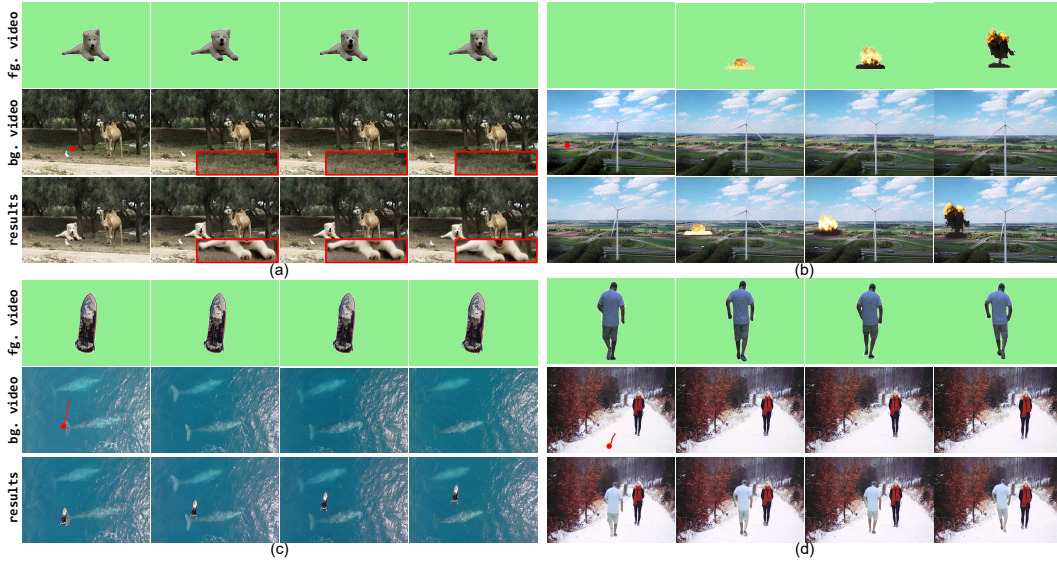 fg. video
bg. video
results
(a)
(b)
fg. video
bg. video
results
(c)
(d)